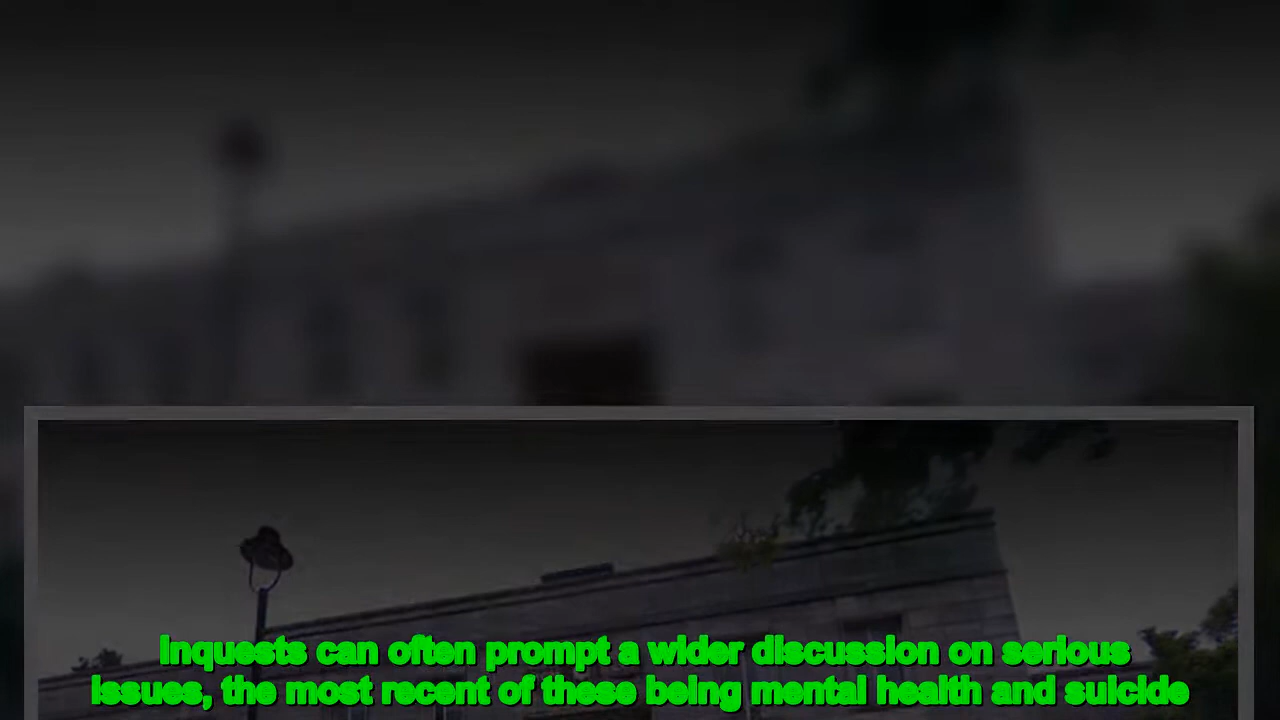 Inquests can often prompt a wider discussion on serious
issues, the most recent of these being mental health and suicide